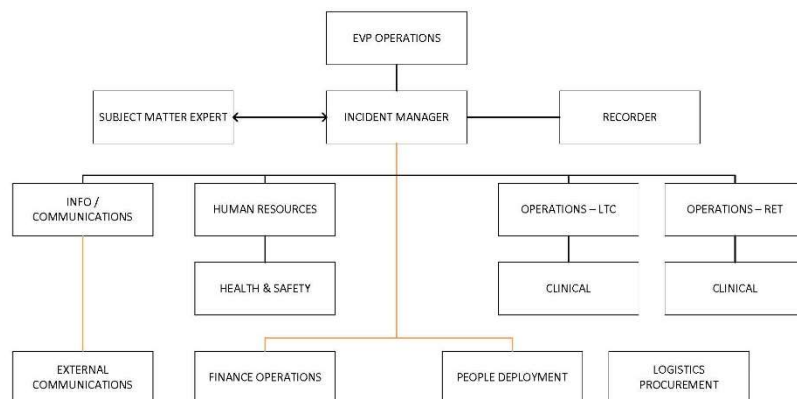 EVP OPERATIONS
SUBJECT MATTER EXPERT
INCIDENT MANAGER
RECORDER
INFO /
COMMUNICATIONS
HUMAN RESOURCES
OPERATIONS – LTC
OPERATIONS – RET
HEALTH & SAFETY
CLINICAL
CLINICAL
EXTERNAL
COMMUNICATIONS
FINANCE OPERATIONS
PEOPLE DEPLOYMENT
LOGISTICS
PROCUREMENT